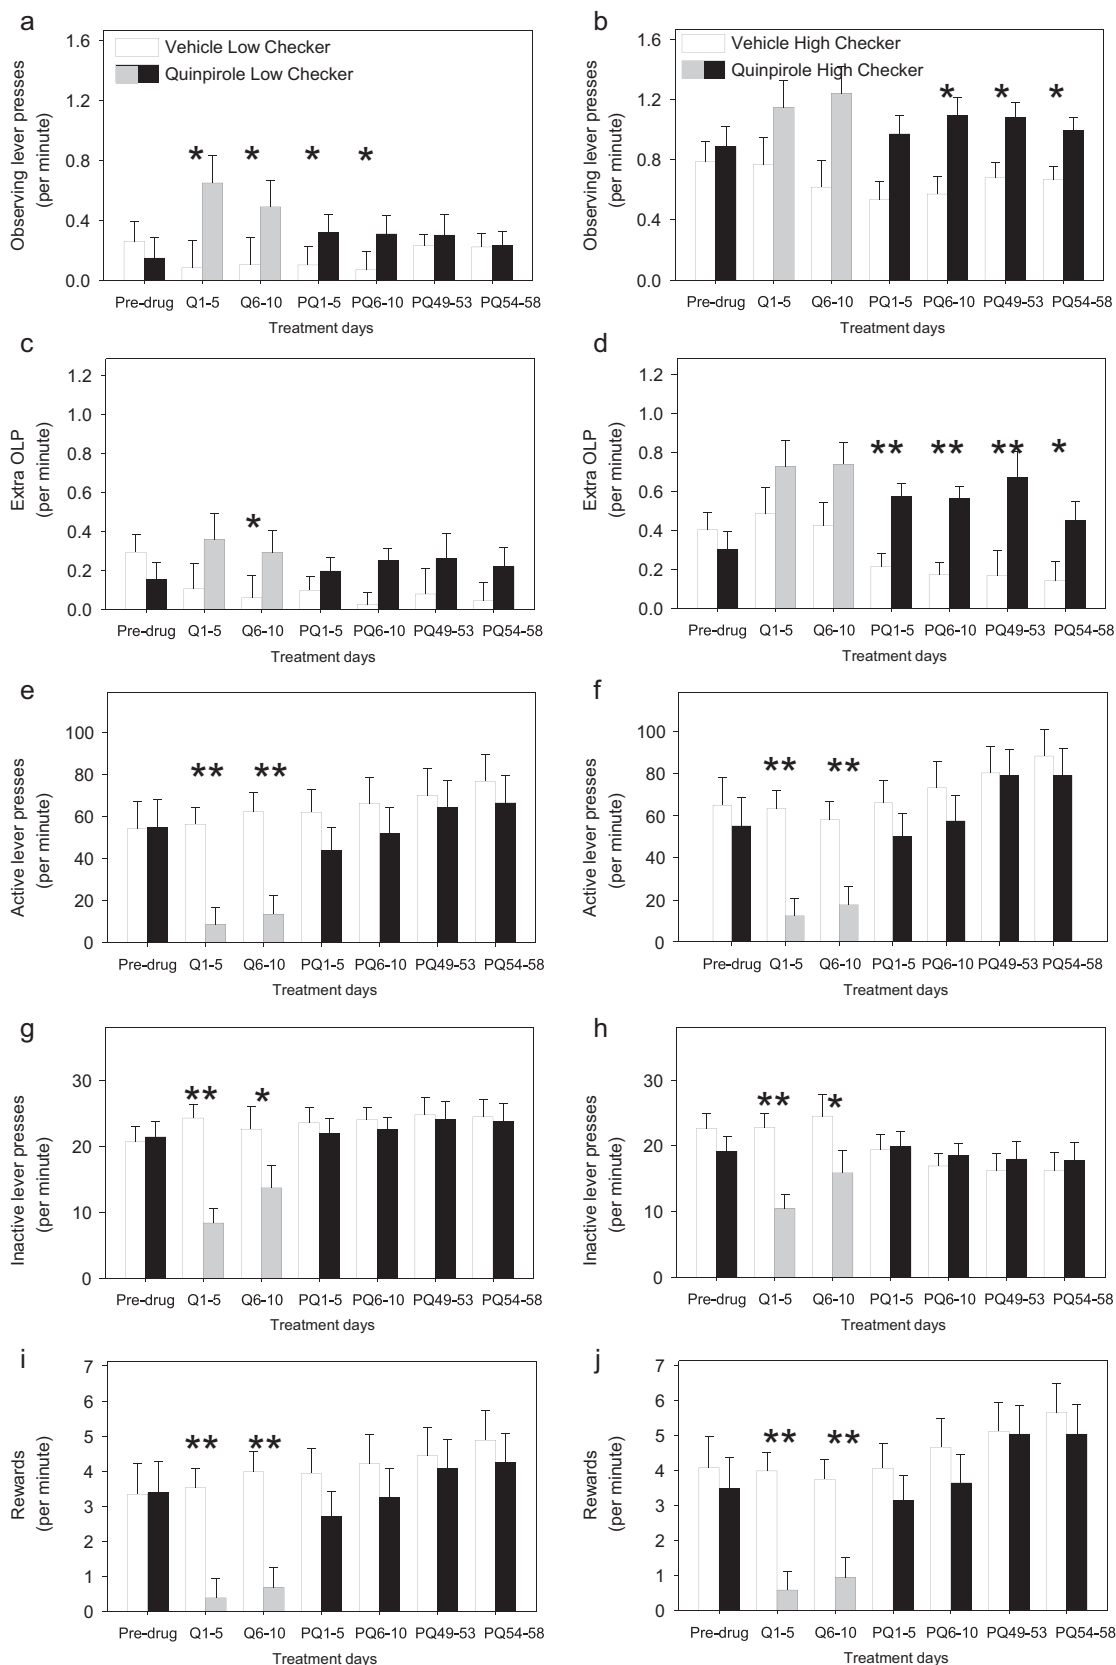 a
Observing lever presses
(per minute)
1.6
1.2
0.8
0.4
0.0
Vehicle Low Checker
Quinpirole Low Checker
* * * *
Pre-drug Q1-5 Q6-10 PQ1-5 PQ6-10 PQ49-53 PQ54-58
Treatment days
b
Observing lever presses
(per minute)
1.6
1.2
0.8
0.4
0.0
Vehicle High Checker
Quinpirole High Checker
* * *
Pre-drug Q1-5 Q6-10 PQ1-5 PQ6-10 PQ49-53 PQ54-58
Treatment days
c
Extra OLP
(per minute)
1.2
1.0
0.8
0.6
0.4
0.2
0.0
*
Pre-drug Q1-5 Q6-10 PQ1-5 PQ6-10 PQ49-53 PQ54-58
Treatment days
d
Extra OLP
(per minute)
1.2
1.0
0.8
0.6
0.4
0.2
0.0
** ** ** *
Pre-drug Q1-5 Q6-10 PQ1-5 PQ6-10 PQ49-53 PQ54-58
Treatment days
e
Active lever presses
(per minute)
100
80
60
40
20
0
** **
Pre-drug Q1-5 Q6-10 PQ1-5 PQ6-10 PQ49-53 PQ54-58
Treatment days
f
Active lever presses
(per minute)
100
80
60
40
20
0
** **
Pre-drug Q1-5 Q6-10 PQ1-5 PQ6-10 PQ49-53 PQ54-58
Treatment days
g
Inactive lever presses
(per minute)
30
20
10
0
** *
Pre-drug Q1-5 Q6-10 PQ1-5 PQ6-10 PQ49-53 PQ54-58
Treatment days
h
Inactive lever presses
(per minute)
30
20
10
0
** *
Pre-drug Q1-5 Q6-10 PQ1-5 PQ6-10 PQ49-53 PQ54-58
Treatment days
i
Rewards
(per minute)
7
6
5
4
3
2
1
0
** **
Pre-drug Q1-5 Q6-10 PQ1-5 PQ6-10 PQ49-53 PQ54-58
Treatment days
j
Rewards
(per minute)
7
6
5
4
3
2
1
0
** **
Pre-drug Q1-5 Q6-10 PQ1-5 PQ6-10 PQ49-53 PQ54-58
Treatment days